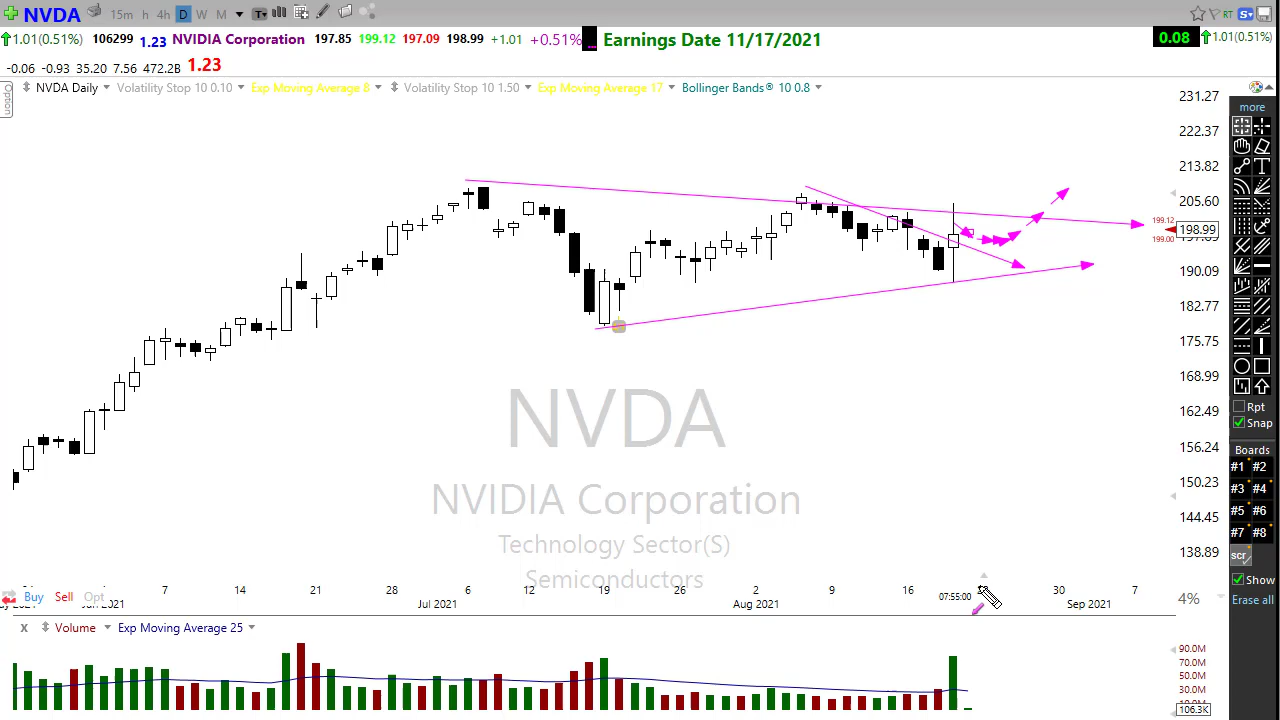 NVDA 15m h 4h D W M T RT S
1.01(0.51%) 106299 1.23 NVIDIA Corporation 197.85 199.12 197.09 198.99 +1.01 +0.51% Earnings Date 11/17/2021 0.08 1.01(0.51%)
-0.06 -0.93 35.20 7.56 472.2B 1.23
Option
NVDA Daily Volatility Stop 10 0.10 Exp Moving Average 8 Volatility Stop 10 1.50 Exp Moving Average 17 Bollinger Bands® 10 0.8
231.27
more
222.37
213.82
205.60
199.12
198.99
199.00
190.09
182.77
175.75
168.99
162.49
156.24
150.23
144.45
138.89
NVDA
NVIDIA Corporation
Technology Sector(S)
Semiconductors
Rpt
Snap
Boards
#1 #2
#3 #4
#5 #6
#7 #8
scr
Show
Erase all
Buy Sell Opt
7 14 21 28 6 12 19 26 2 9 16 30 7
2021 Jul 2021 Aug 2021 07:55:00 Sep 2021
4%
X Volume Exp Moving Average 25
90.0M
70.0M
50.0M
30.0M
106.3K